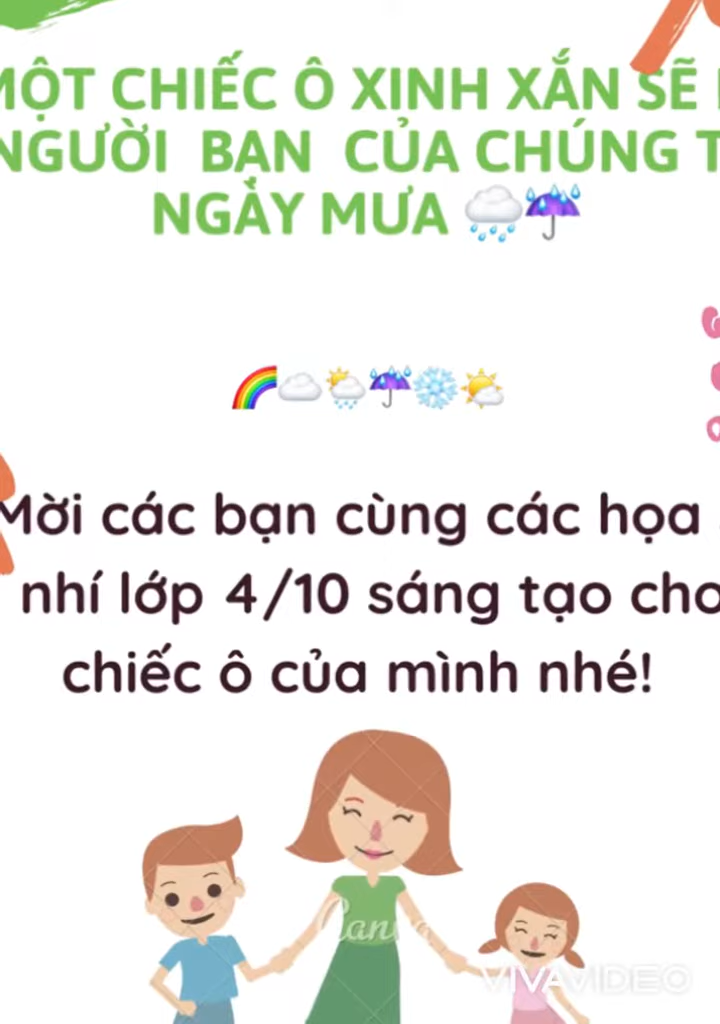 MỘT CHIẾC Ô XINH XẮN SẼ
NGƯỜI BẠN CỦA CHÚNG T
NGÀY MƯA
Mời các bạn cùng các họa
nhí lớp 4/10 sáng tạo cho
chiếc ô của mình nhé!
Canva
VIVAVIDEO